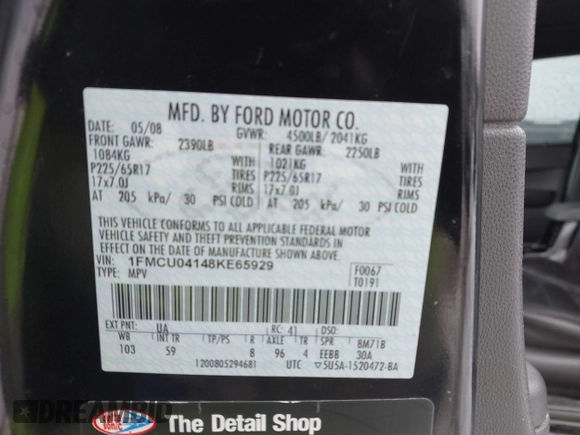 MFD. BY FORD MOTOR CO.
DATE: 05/08 GVWR: 4500LB/ 2041KG
FRONT GAWR: 2390LB REAR GAWR: 2250LB
1084KG WITH 1021KG WITH
P225/65R17 TIRES P225/65R17 TIRES
17x7.0J RIMS 17x7.0J RIMS
AT 205 kPa/ 30 PSI COLD AT 205 kPa/ 30 PSI COLD
THIS VEHICLE CONFORMS TO ALL APPLICABLE FEDERAL MOTOR
VEHICLE SAFETY AND THEFT PREVENTION STANDARDS IN
EFFECT ON THE DATE OF MANUFACTURE SHOWN ABOVE.
VIN: 1FMCU04148KE65929 F0067
TYPE: MPV T0191
EXT PNT: UA RC: 41 DSO:
WB INT TR TP/PS R AXLE TR SPR 8M71B
103 59 8 96 4 EEBB 30A
1200805294681 UTC 5U5A-1520472-BA
DREAMBID
sonic The Detail Shop